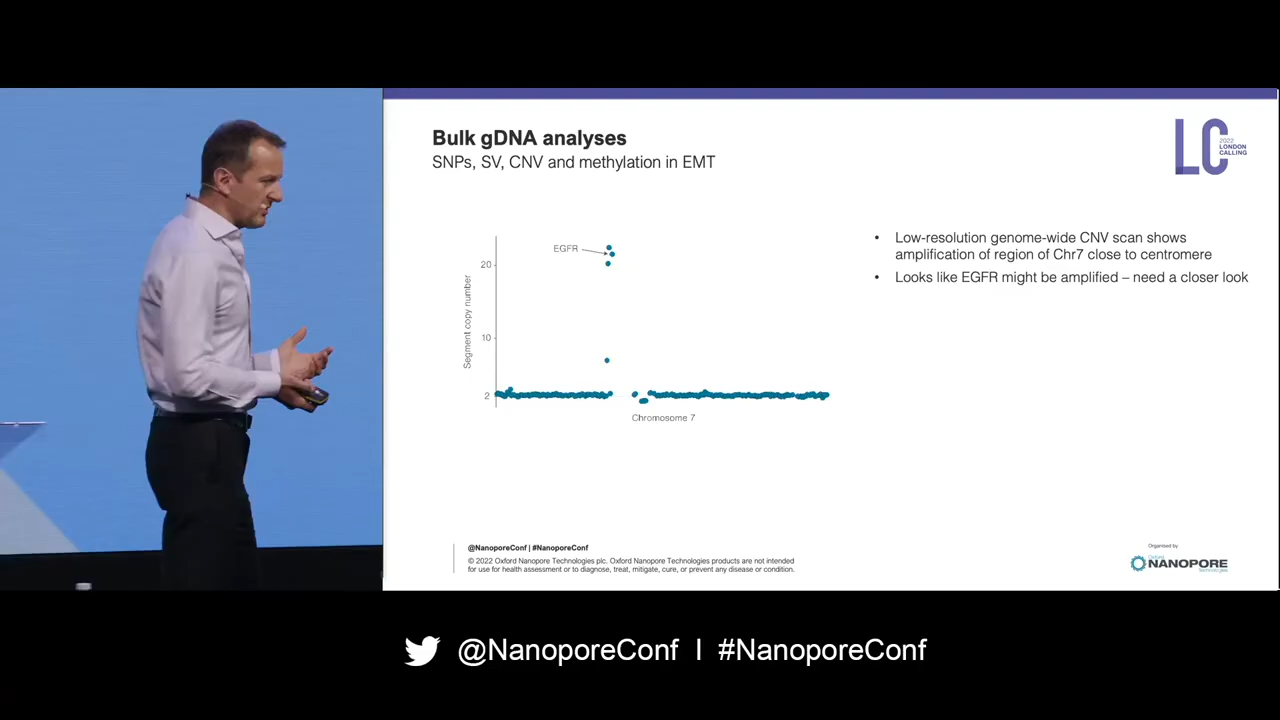 Bulk gDNA analyses
SNPs, SV, CNV and methylation in EMT
LC
2022
LONDON
CALLING
EGFR
20
10
2
Segment copy number
Chromosome 7
• Low-resolution genome-wide CNV scan shows
amplification of region of Chr7 close to centromere
• Looks like EGFR might be amplified – need a closer look
@NanoporeConf | #NanoporeConf
© 2022 Oxford Nanopore Technologies plc. Oxford Nanopore Technologies products are not intended
for use for health assessment or to diagnose, treat, mitigate, cure, or prevent any disease or condition.
Organised by
Oxford
NANOPORE
Technologies
@NanoporeConf | #NanoporeConf